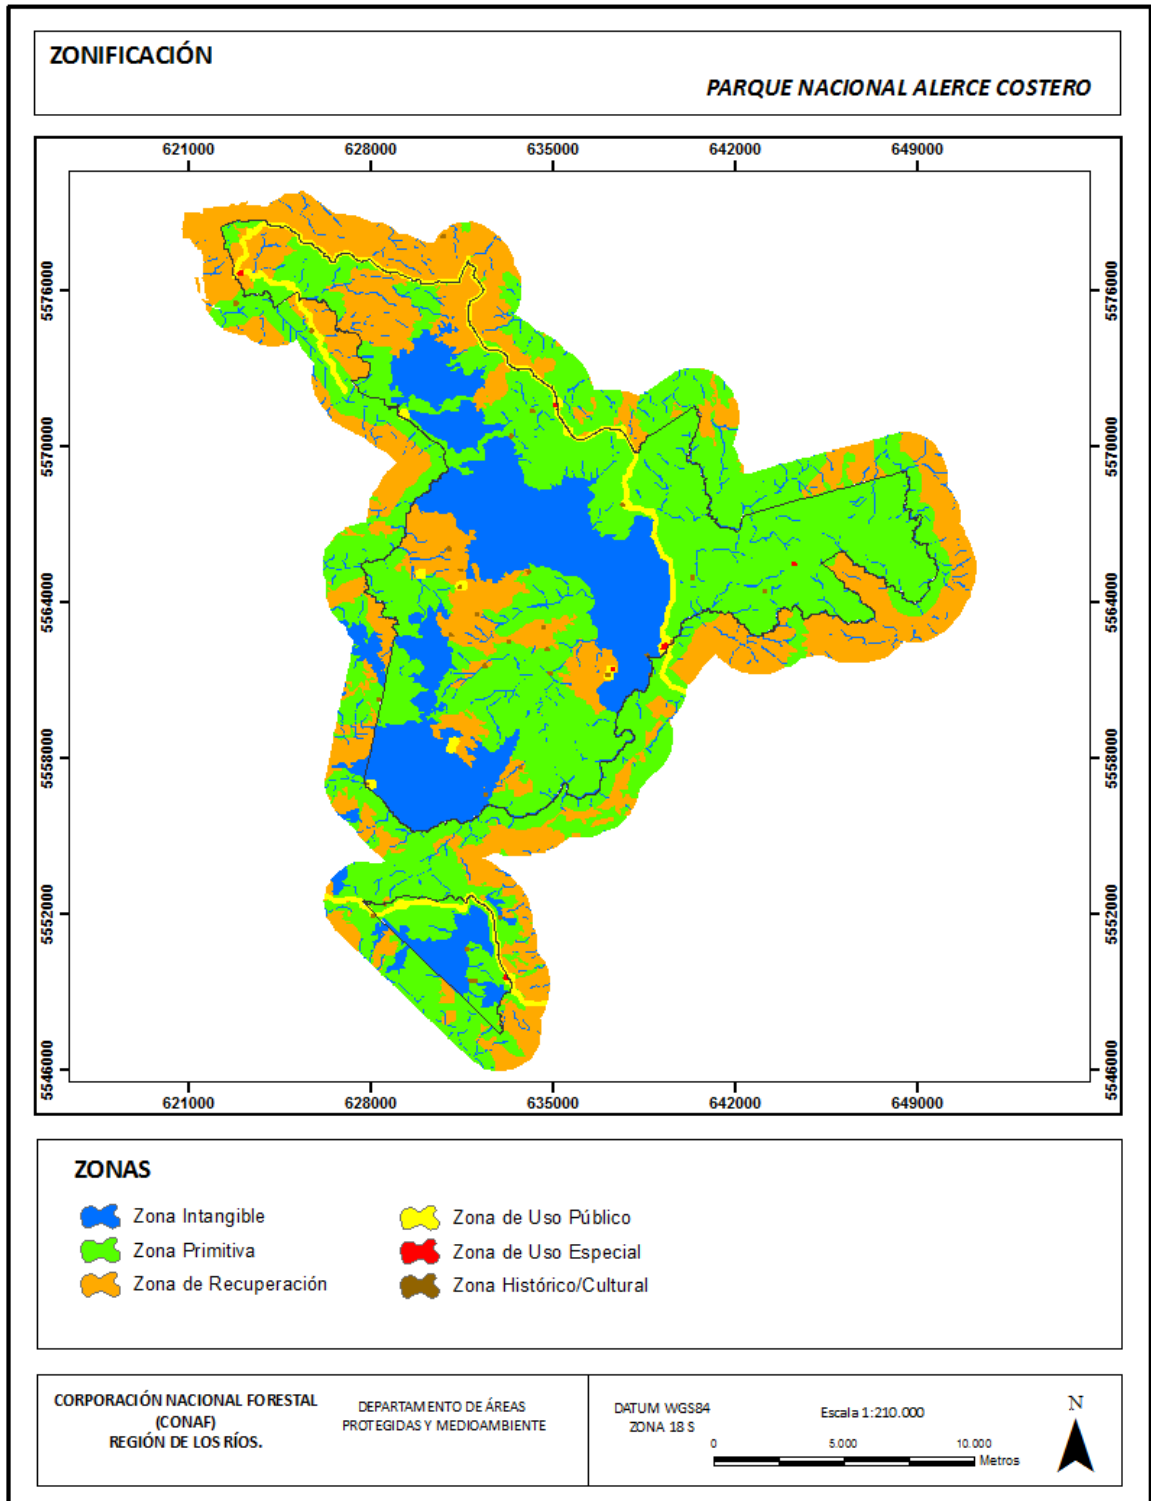 ZONIFICACIÓN
PARQUE NACIONAL ALERCE COSTERO
621000 628000 635000 642000 649000
5576000 5576000
5570000 5570000
5564000 5564000
5558000 5558000
5552000 5552000
5546000 5546000
621000 628000 635000 642000 649000
ZONAS
Zona Intangible
Zona Primitiva
Zona de Recuperación
Zona de Uso Público
Zona de Uso Especial
Zona Histórico/Cultural
CORPORACIÓN NACIONAL FORESTAL
(CONAF)
REGIÓN DE LOS RÍOS.
DEPARTAMENTO DE ÁREAS
PROTEGIDAS Y MEDIOAMBIENTE
DATUM WGS84
ZONA 18 S
Escala 1:210.000
0 5.000 10.000
Metros
N